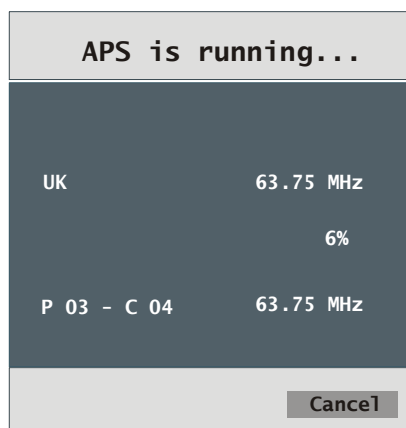 APS is running...
UK 63.75 MHz
6%
P 03 - C 04 63.75 MHz
Cancel